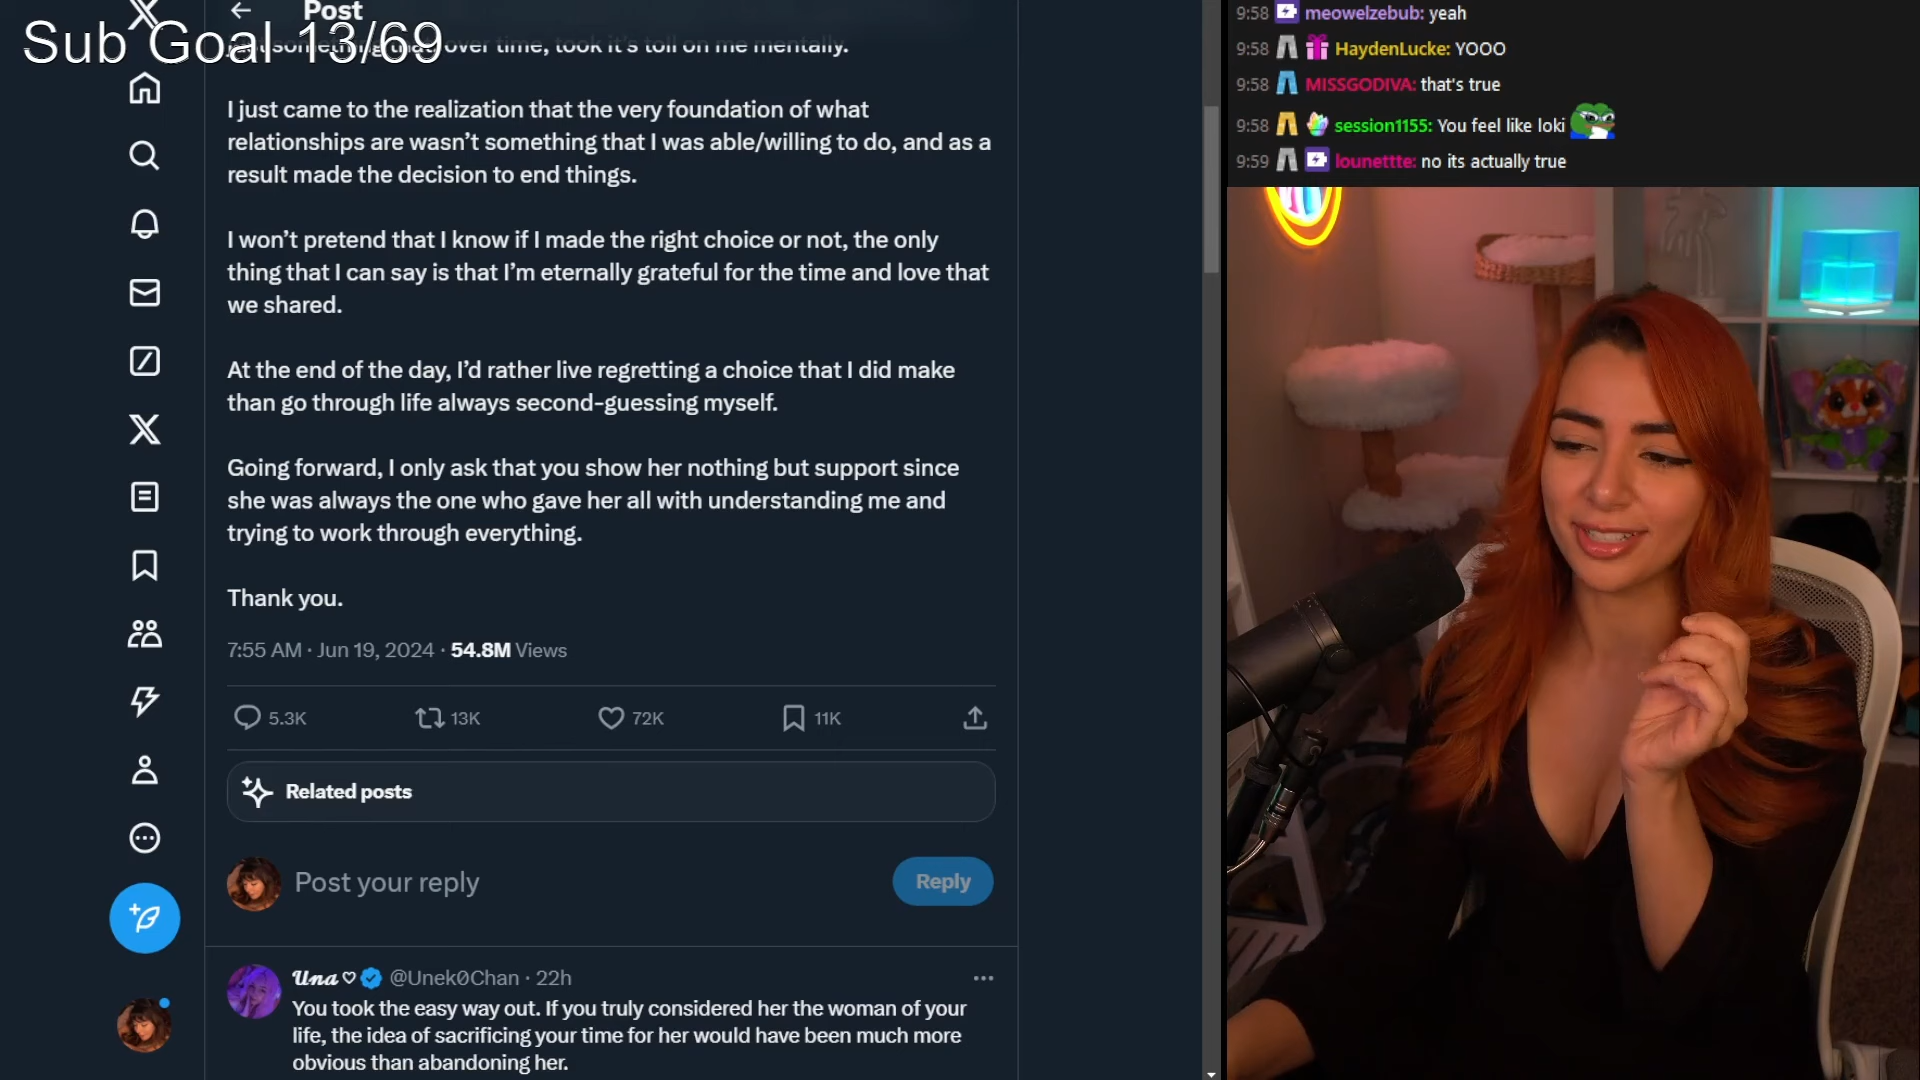 Post
Sub Goal 13/69
over time, took it's toll on me mentally.
I just came to the realization that the very foundation of what
relationships are wasn't something that I was able/willing to do, and as a
result made the decision to end things.
I won't pretend that I know if I made the right choice or not, the only
thing that I can say is that I'm eternally grateful for the time and love that
we shared.
At the end of the day, I'd rather live regretting a choice that I did make
than go through life always second-guessing myself.
Going forward, I only ask that you show her nothing but support since
she was always the one who gave her all with understanding me and
trying to work through everything.
Thank you.
7:55 AM · Jun 19, 2024 · 54.8M Views
5.3K 13K 72K 11K
Related posts
Post your reply
Reply
Una♡ @Unek0Chan · 22h
You took the easy way out. If you truly considered her the woman of your
life, the idea of sacrificing your time for her would have been much more
obvious than abandoning her.
9:58 meowelzebub: yeah
9:58 HaydenLucke: YOOO
9:58 MISSGODIVA: that's true
9:58 session1155: You feel like loki
9:59 lounettte: no its actually true